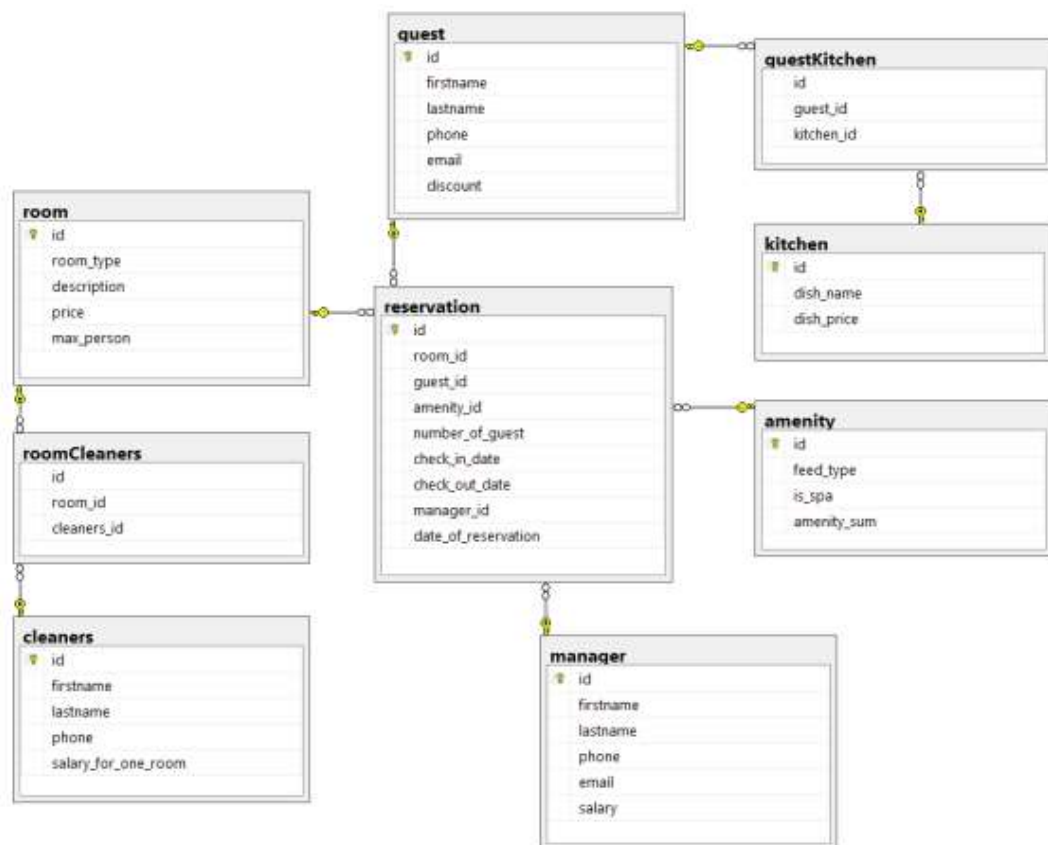 guest
id
firstname
lastname
phone
email
discount
guestKitchen
id
guest_id
kitchen_id
room
id
room_type
description
price
max_person
kitchen
id
dish_name
dish_price
reservation
id
room_id
guest_id
amenity_id
number_of_guest
check_in_date
check_out_date
manager_id
date_of_reservation
amenity
id
feed_type
is_spa
amenity_sum
roomCleaners
id
room_id
cleaners_id
cleaners
id
firstname
lastname
phone
salary_for_one_room
manager
id
firstname
lastname
phone
email
salary